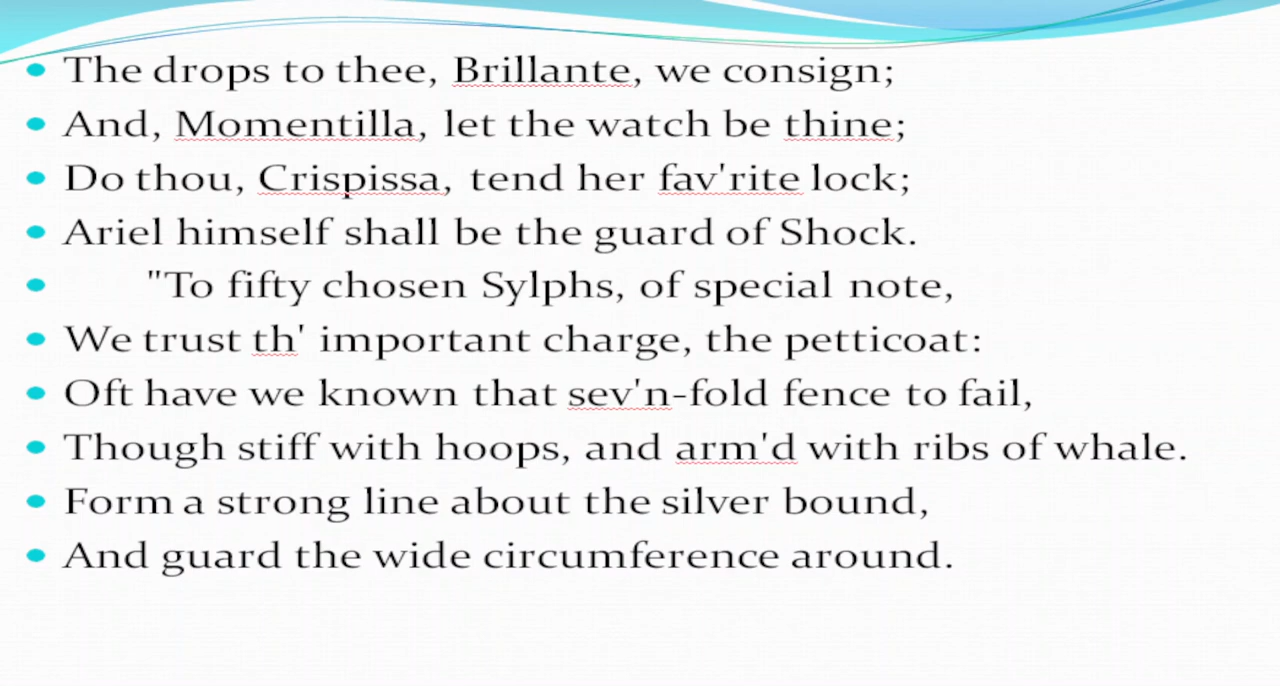 • The drops to thee, Brillante, we consign;
• And, Momentilla, let the watch be thine;
• Do thou, Crispissa, tend her fav'rite lock;
• Ariel himself shall be the guard of Shock.
• "To fifty chosen Sylphs, of special note,
• We trust th' important charge, the petticoat:
• Oft have we known that sev'n-fold fence to fail,
• Though stiff with hoops, and arm'd with ribs of whale.
• Form a strong line about the silver bound,
• And guard the wide circumference around.